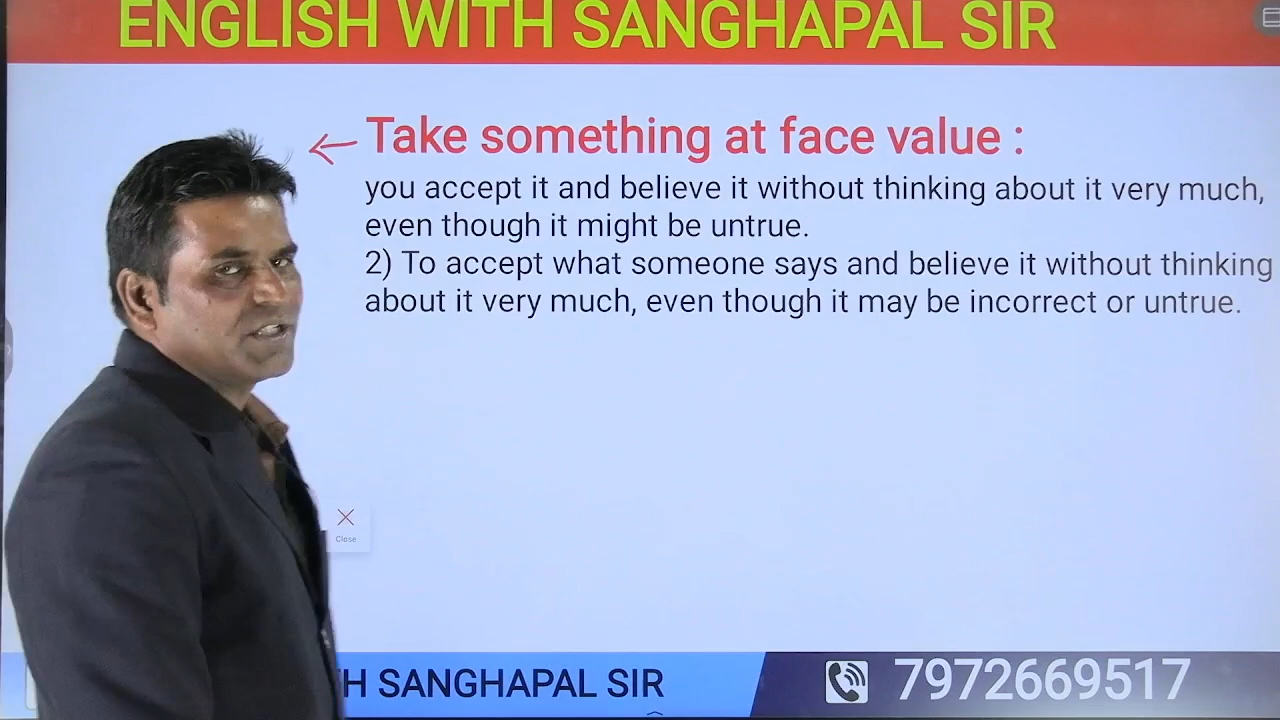 ENGLISH WITH SANGHAPAL SIR
Take something at face value :
you accept it and believe it without thinking about it very much,
even though it might be untrue.
2) To accept what someone says and believe it without thinking
about it very much, even though it may be incorrect or untrue.
Close
H SANGHAPAL SIR
7972669517